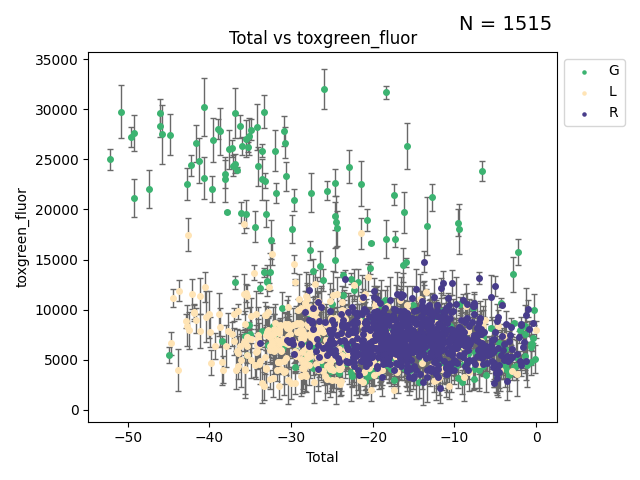 N = 1515
Total vs toxgreen_fluor
35000
30000
25000
20000
15000
10000
5000
0
toxgreen_fluor
−50
−40
−30
−20
−10
0
Total
G
L
R